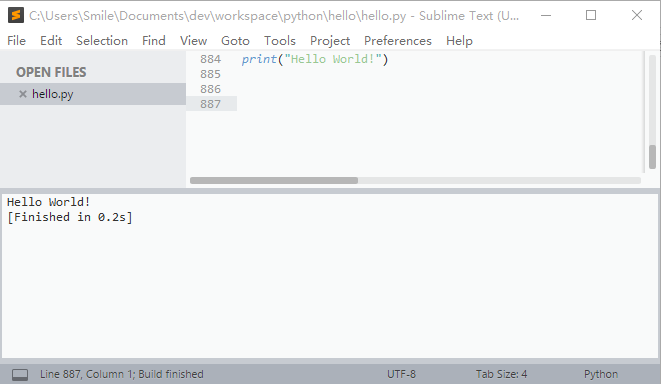 C:\Users\Smile\Documents\dev\workspace\python\hello\hello.py - Sublime Text (U...
File Edit Selection Find View Goto Tools Project Preferences Help
OPEN FILES
hello.py
884 print("Hello World!")
885
886
887
Hello World!
[Finished in 0.2s]
Line 887, Column 1; Build finished UTF-8 Tab Size: 4 Python